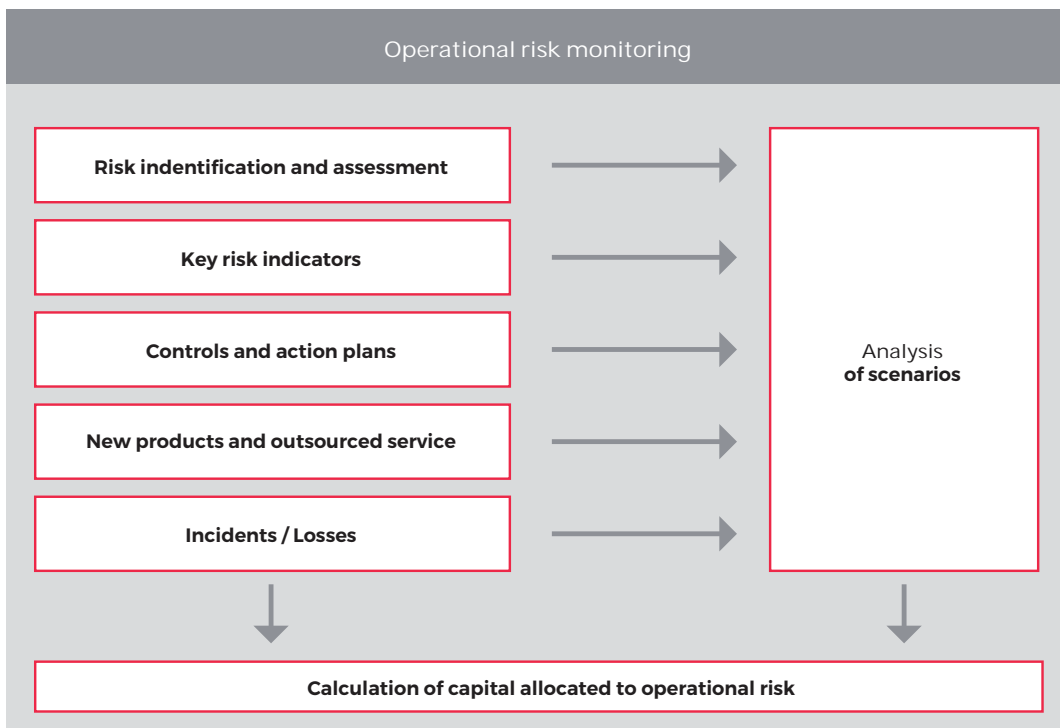 Operational risk monitoring
Risk indentification and assessment
Key risk indicators
Controls and action plans
New products and outsourced service
Incidents / Losses
Analysis
of scenarios
Calculation of capital allocated to operational risk